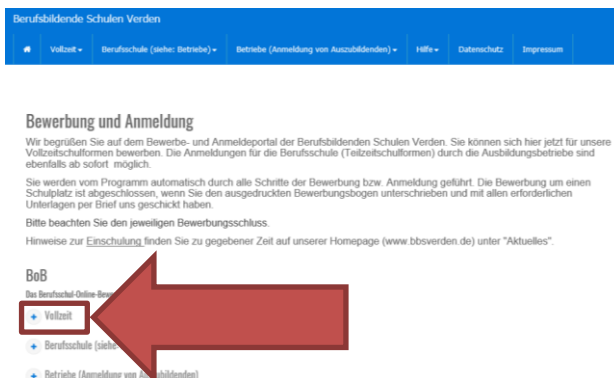 Berufsbildende Schulen Verden
Vollzeit Berufsschule (siehe: Betriebe) Betriebe (Anmeldung von Auszubildenden) Hilfe Datenschutz Impressum
Bewerbung und Anmeldung
Wir begrüßen Sie auf dem Bewerbe- und Anmeldeportal der Berufsbildenden Schulen Verden. Sie können sich hier jetzt für unsere
Vollzeitschulformen bewerben. Die Anmeldungen für die Berufsschule (Teilzeitschulformen) durch die Ausbildungsbetriebe sind
ebenfalls ab sofort möglich.
Sie werden vom Programm automatisch durch alle Schritte der Bewerbung bzw. Anmeldung geführt. Die Bewerbung um einen
Schulplatz ist abgeschlossen, wenn Sie den ausgedruckten Bewerbungsbogen unterschrieben und mit allen erforderlichen
Unterlagen per Brief uns geschickt haben.
Bitte beachten Sie den jeweiligen Bewerbungsschluss.
Hinweise zur Einschulung finden Sie zu gegebener Zeit auf unserer Homepage (www.bbsverden.de) unter "Aktuelles".
BoB
Das Berufsschul-Online-
Vollzeit
Berufsschule (siehe
Betriebe (Anmeldung von Auszubildenden)